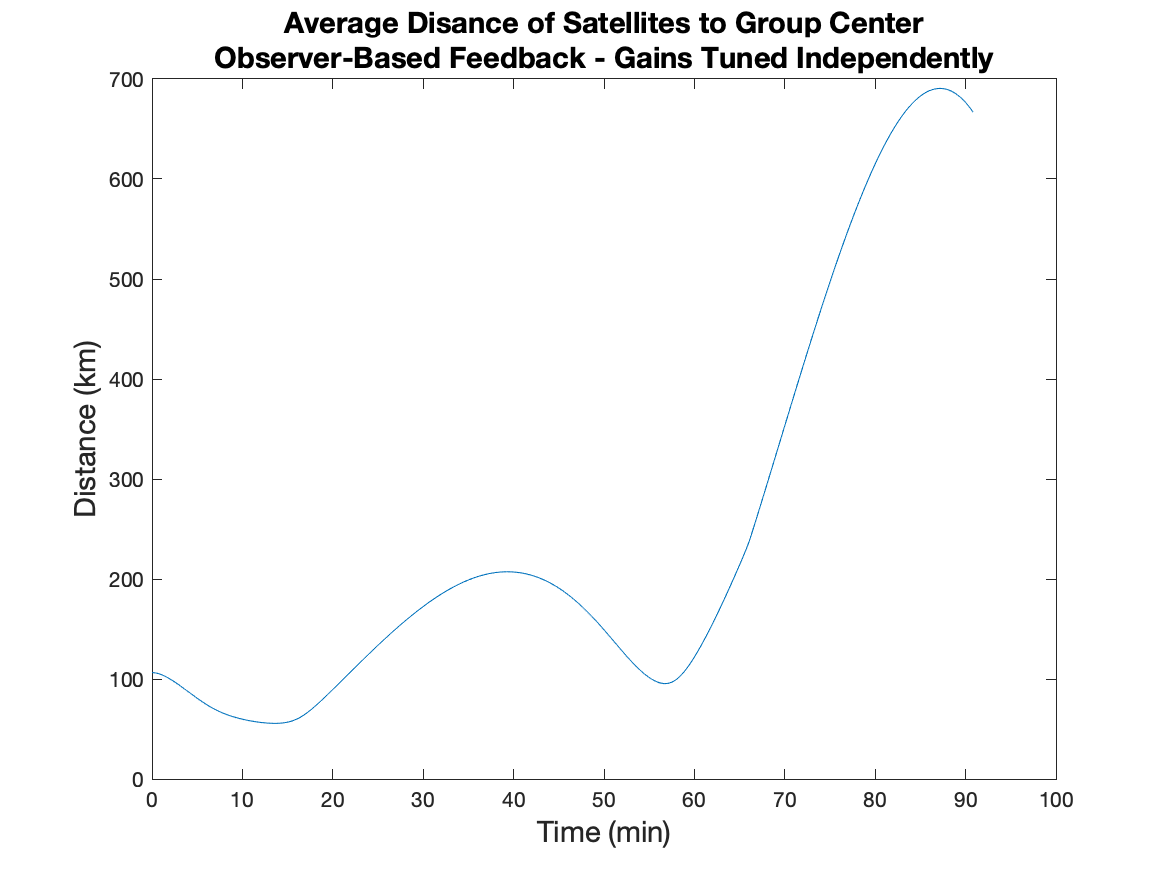 Average Disance of Satellites to Group Center
Observer-Based Feedback - Gains Tuned Independently
700
600
500
400
300
200
100
0
Distance (km)
0 10 20 30 40 50 60 70 80 90 100
Time (min)